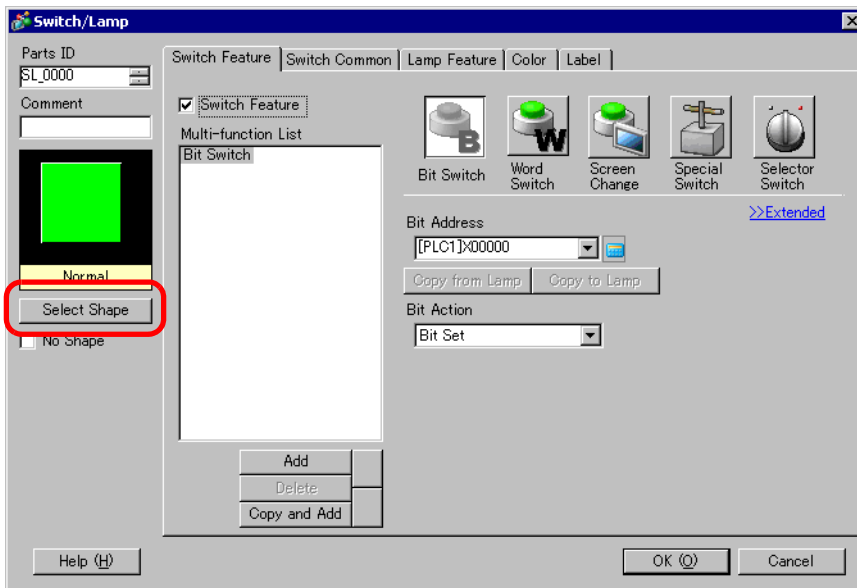 Switch/Lamp
Parts ID
SL_0000
Comment
Normal
Select Shape
No Shape
Switch Feature
Switch Common
Lamp Feature
Color
Label
Switch Feature
Multi-function List
Bit Switch
Add
Delete
Copy and Add
B
Bit Switch
W
Word
Switch
Screen
Change
Special
Switch
Selector
Switch
>>Extended
Bit Address
[PLC1]X00000
Copy from Lamp
Copy to Lamp
Bit Action
Bit Set
Help (H)
OK (O)
Cancel